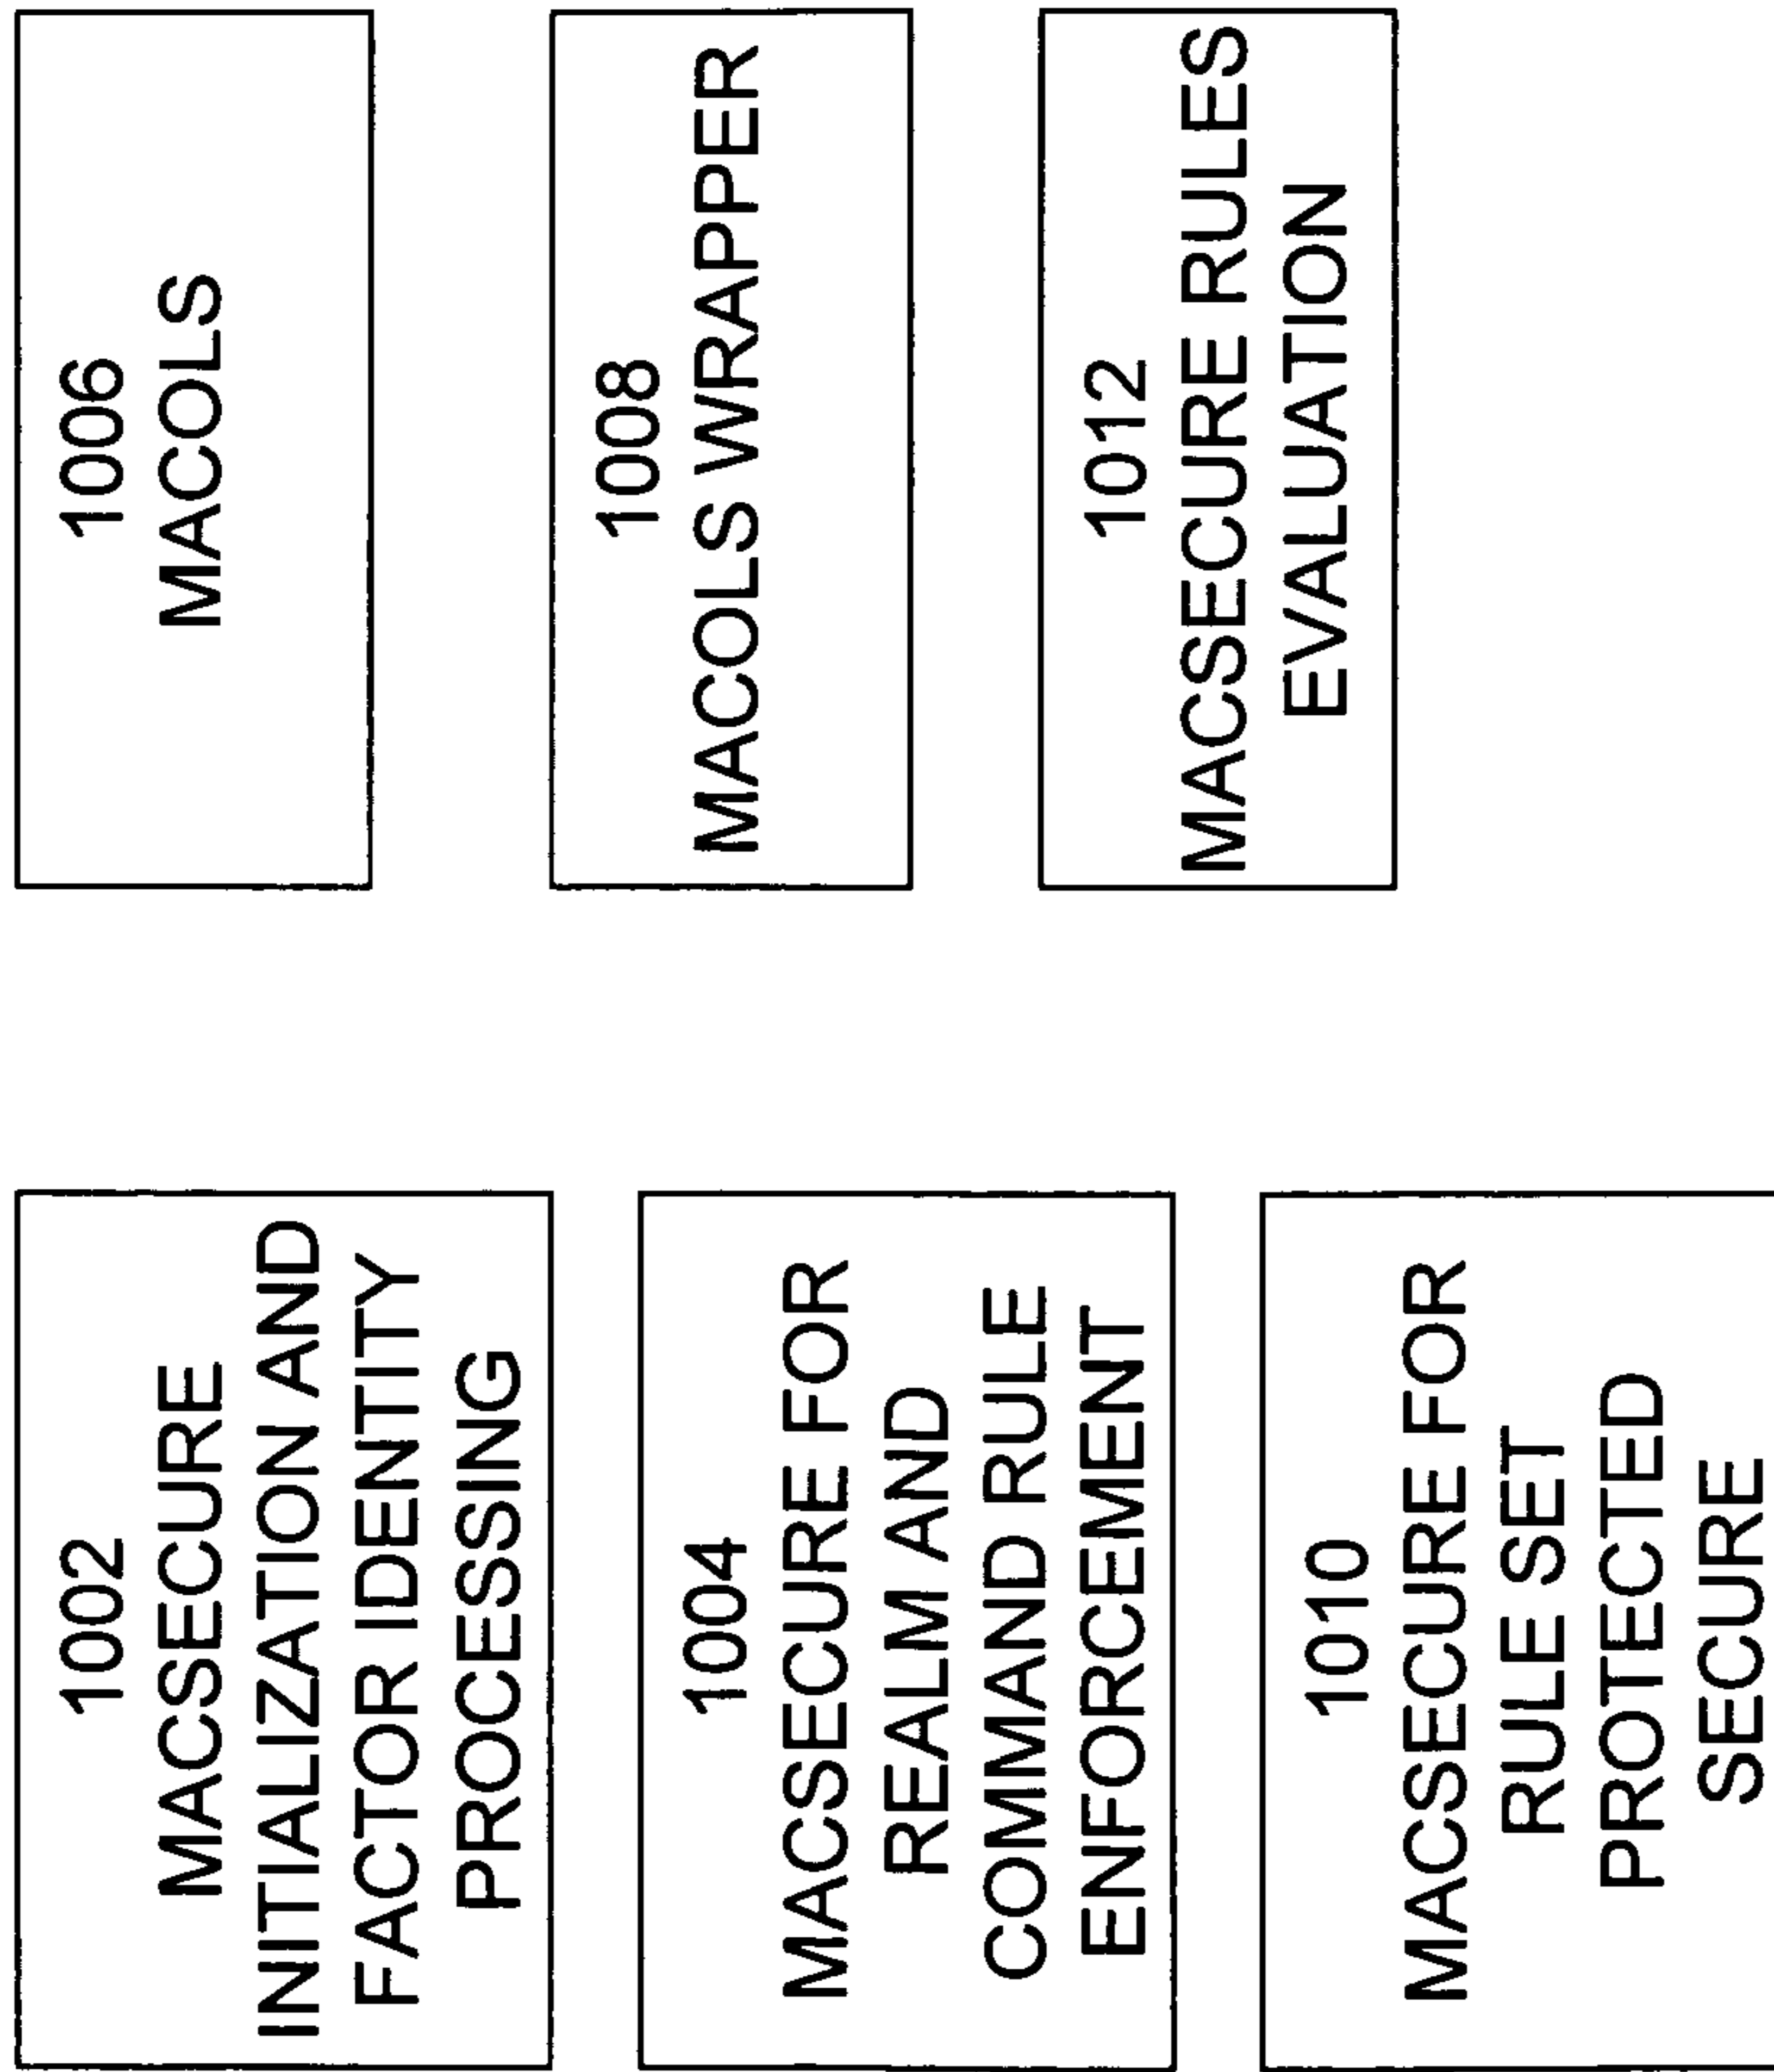 1002
MACSECURE
INITIALIZATION AND
FACTOR IDENTITY
PROCESSING
1004
MACSECURE FOR
REALM AND
COMMAND RULE
ENFORCEMENT
1010
MACSECURE FOR
RULE SET
PROTECTED
SECURE
1006
MACOLS
1008
MACOLS WRAPPER
1012
MACSECURE RULES
EVALUATION